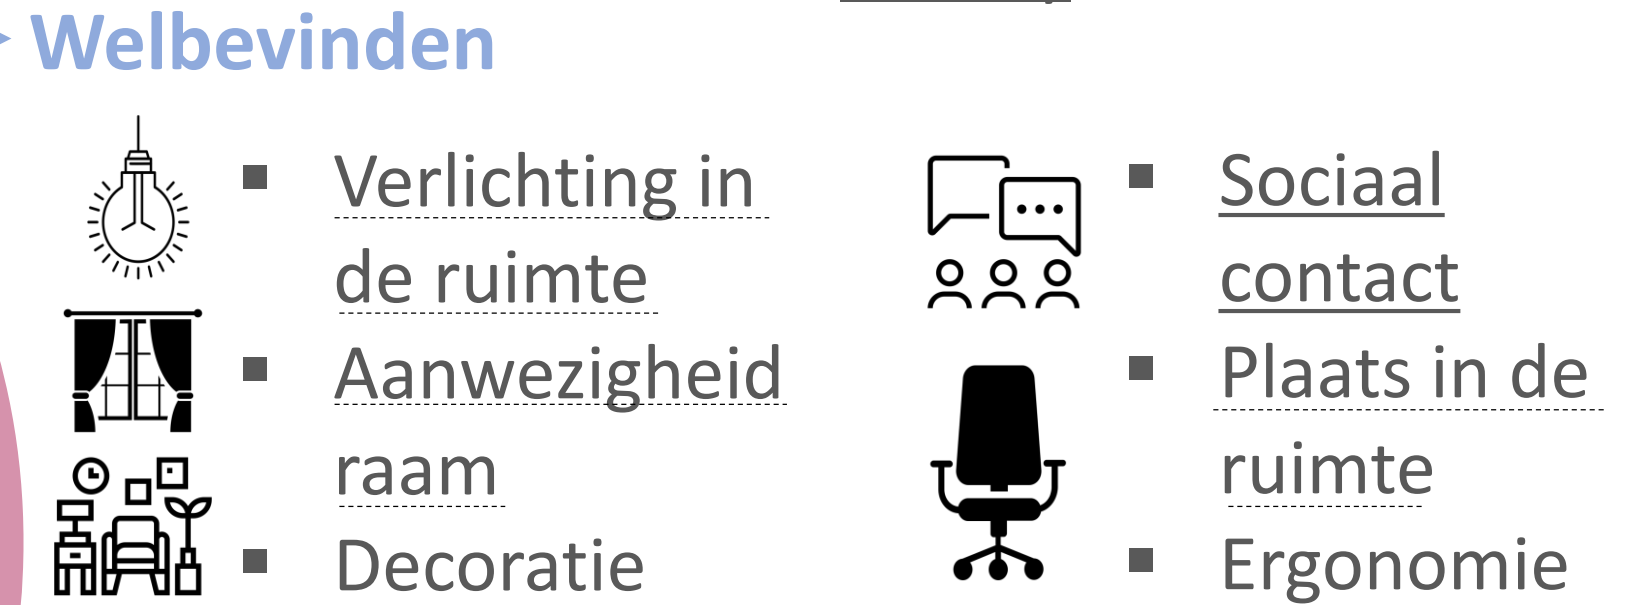 Welbevinden
Verlichting in
de ruimte
Aanwezigheid
raam
Decoratie
Sociaal
contact
Plaats in de
ruimte
Ergonomie